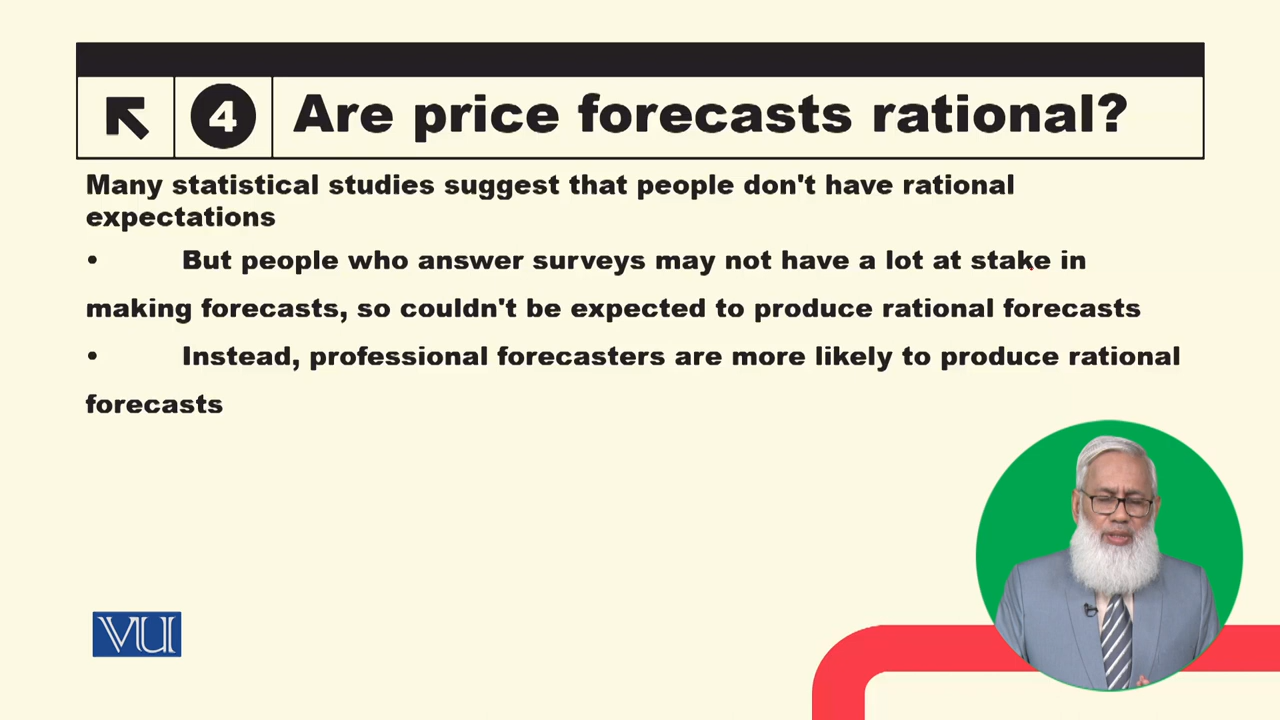 4 Are price forecasts rational?
Many statistical studies suggest that people don't have rational
expectations
• But people who answer surveys may not have a lot at stake in
making forecasts, so couldn't be expected to produce rational forecasts
• Instead, professional forecasters are more likely to produce rational
forecasts
VU